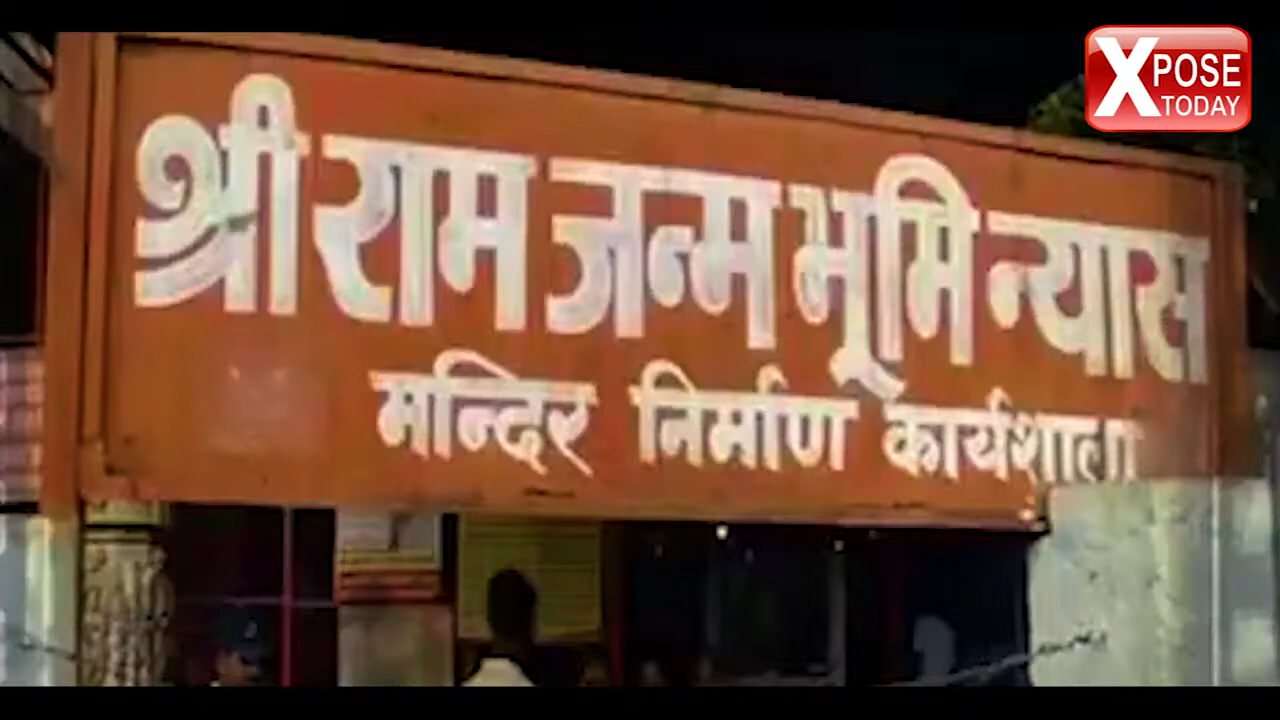 XPOSE
TODAY
श्री राम जन्म भूमि न्यास
मन्दिर निर्माण कार्यशाला